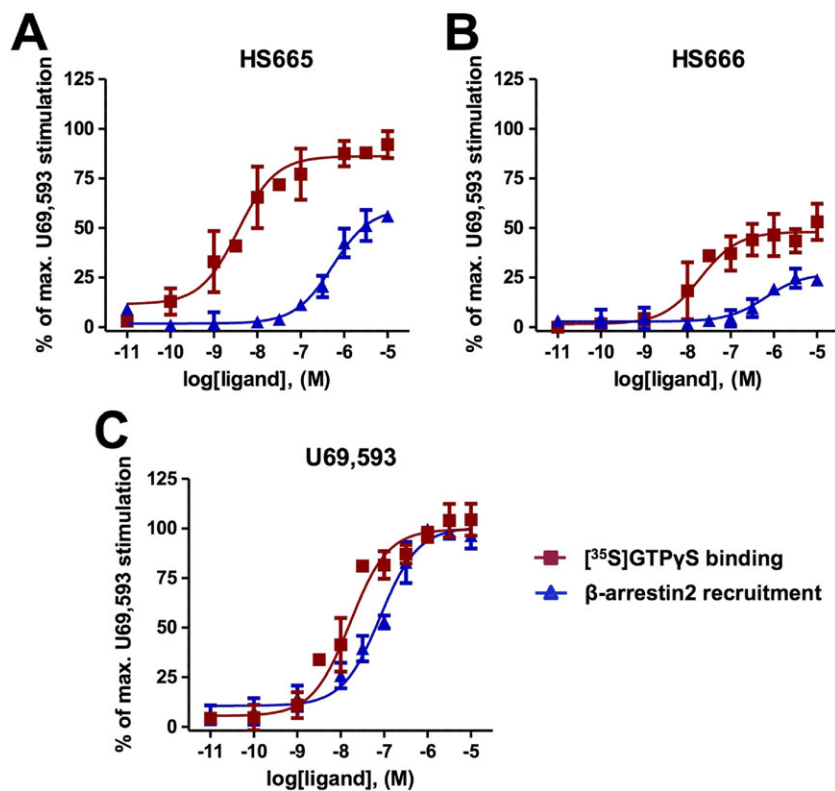 A
HS665
% of max. U69,593 stimulation
125
100
75
50
25
0
-11 -10 -9 -8 -7 -6 -5
log[ligand], (M)
B
HS666
% of max. U69,593 stimulation
125
100
75
50
25
0
-11 -10 -9 -8 -7 -6 -5
log[ligand], (M)
C
U69,593
% of max. U69,593 stimulation
125
100
75
50
25
0
-11 -10 -9 -8 -7 -6 -5
log[ligand], (M)
[³⁵S]GTPγS binding
β-arrestin2 recruitment